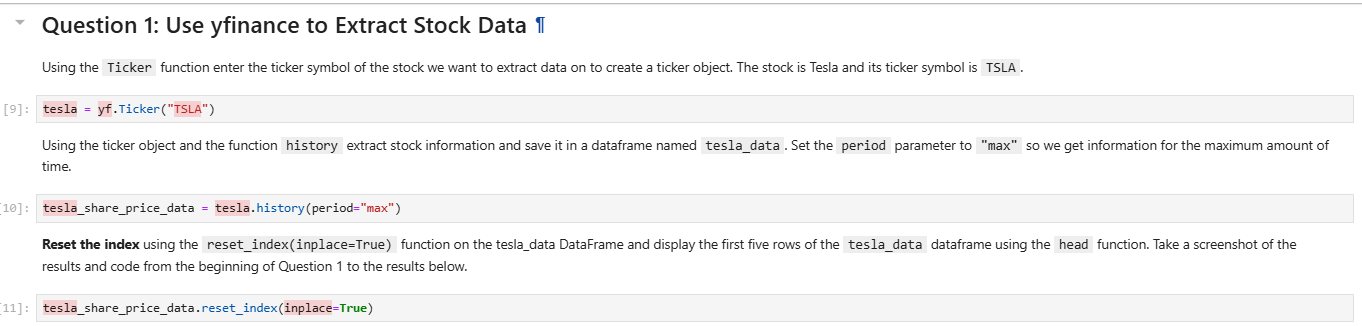 Question 1: Use yfinance to Extract Stock Data ¶
Using the Ticker function enter the ticker symbol of the stock we want to extract data on to create a ticker object. The stock is Tesla and its ticker symbol is TSLA.
[9]: tesla = yf.Ticker("TSLA")
Using the ticker object and the function history extract stock information and save it in a dataframe named tesla_data. Set the period parameter to "max" so we get information for the maximum amount of
time.
[10]: tesla_share_price_data = tesla.history(period="max")
Reset the index using the reset_index(inplace=True) function on the tesla_data DataFrame and display the first five rows of the tesla_data dataframe using the head function. Take a screenshot of the
results and code from the beginning of Question 1 to the results below.
[11]: tesla_share_price_data.reset_index(inplace=True)